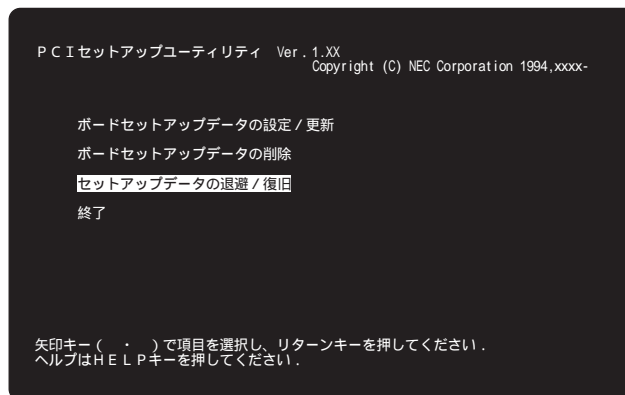 ＰＣＩセットアップユーティリティ Ver．1.XX
Copyright (C) NEC Corporation 1994,xxxx-
ボードセットアップデータの設定／更新
ボードセットアップデータの削除
セットアップデータの退避／復旧
終了
矢印キー（　・　）で項目を選択し、リターンキーを押してください．
ヘルプはＨＥＬＰキーを押してください．